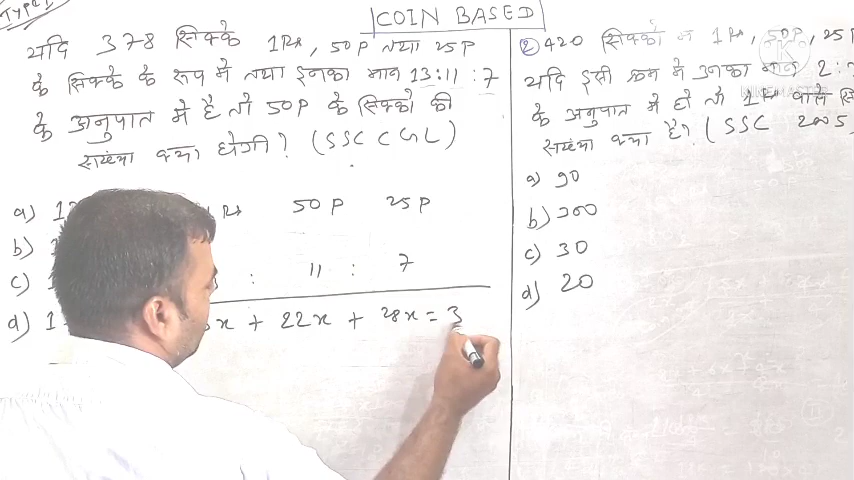 TYPE 1
COIN BASED
यदि 378 सिक्के 1Rs, 50P तथा 25P
के सिक्के के रूप में तथा इनका मान 13:11:7
के अनुपात में है तो 50P के सिक्कों की
संख्या क्या होगी? (SSC CGL)
a)
b)
c)
d) 1
Rs 50P 25P
: 11 : 7
x + 22x + 28x = 3
② 420 सिक्कों 1Rs, 50P, 25P
यदि इसी क्रम में उनका मान 2:
के अनुपात में हो तो 1Rs वाले
संख्या क्या है? (SSC 2005)
a) 90
b)
c) 30
d) 20
KINEMASTER